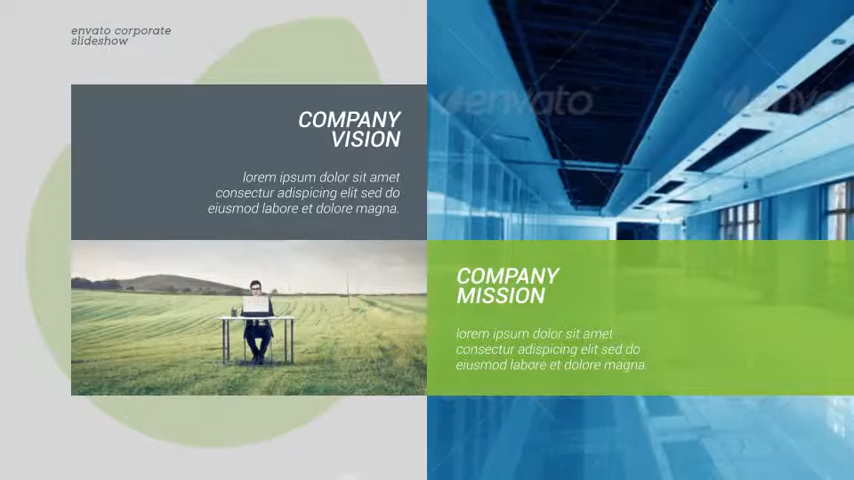 envato corporate
slideshow
COMPANY
VISION
lorem ipsum dolor sit amet
consectur adispicing elit sed do
eiusmod labore et dolore magna.
envato
COMPANY
MISSION
lorem ipsum dolor sit amet
consectur adispicing elit sed do
eiusmod labore et dolore magna.